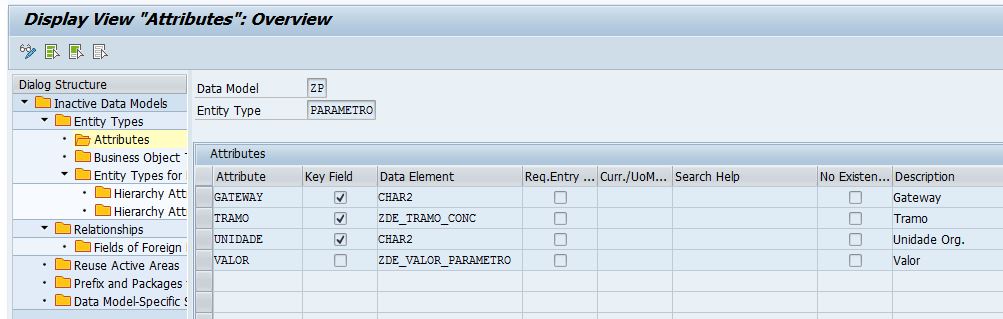 Display View "Attributes": Overview
Dialog Structure
Inactive Data Models
Entity Types
Attributes
Business Object T
Entity Types for
Hierarchy Att
Hierarchy Att
Relationships
Fields of Foreign
Reuse Active Areas
Prefix and Packages
Data Model-Specific S
Data Model ZP
Entity Type PARAMETRO
Attributes
Attribute Key Field Data Element Req.Entry ... Curr./UoM... Search Help No Existen... Description
GATEWAY CHAR2 Gateway
TRAMO ZDE_TRAMO_CONC Tramo
UNIDADE CHAR2 Unidade Org.
VALOR ZDE_VALOR_PARAMETRO Valor